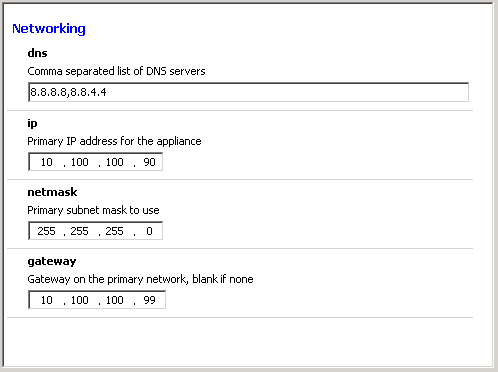 Networking
dns
Comma separated list of DNS servers
8.8.8.8,8.8.4.4
ip
Primary IP address for the appliance
10 . 100 . 100 . 90
netmask
Primary subnet mask to use
255 . 255 . 255 . 0
gateway
Gateway on the primary network, blank if none
10 . 100 . 100 . 99